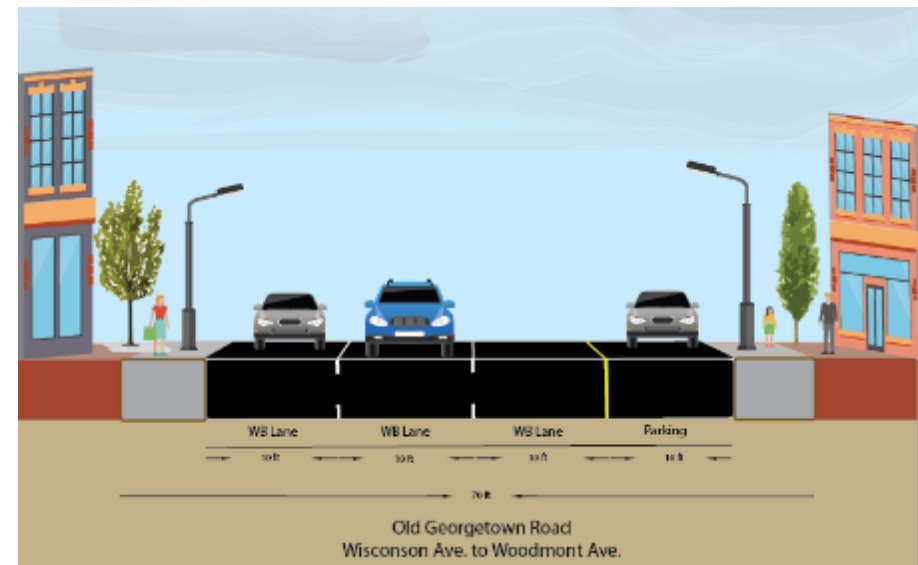 WB Lane WB Lane WB Lane Parking
10 ft 10 ft 10 ft 10 ft
70 ft
Old Georgetown Road
Wisconson Ave. to Woodmont Ave.